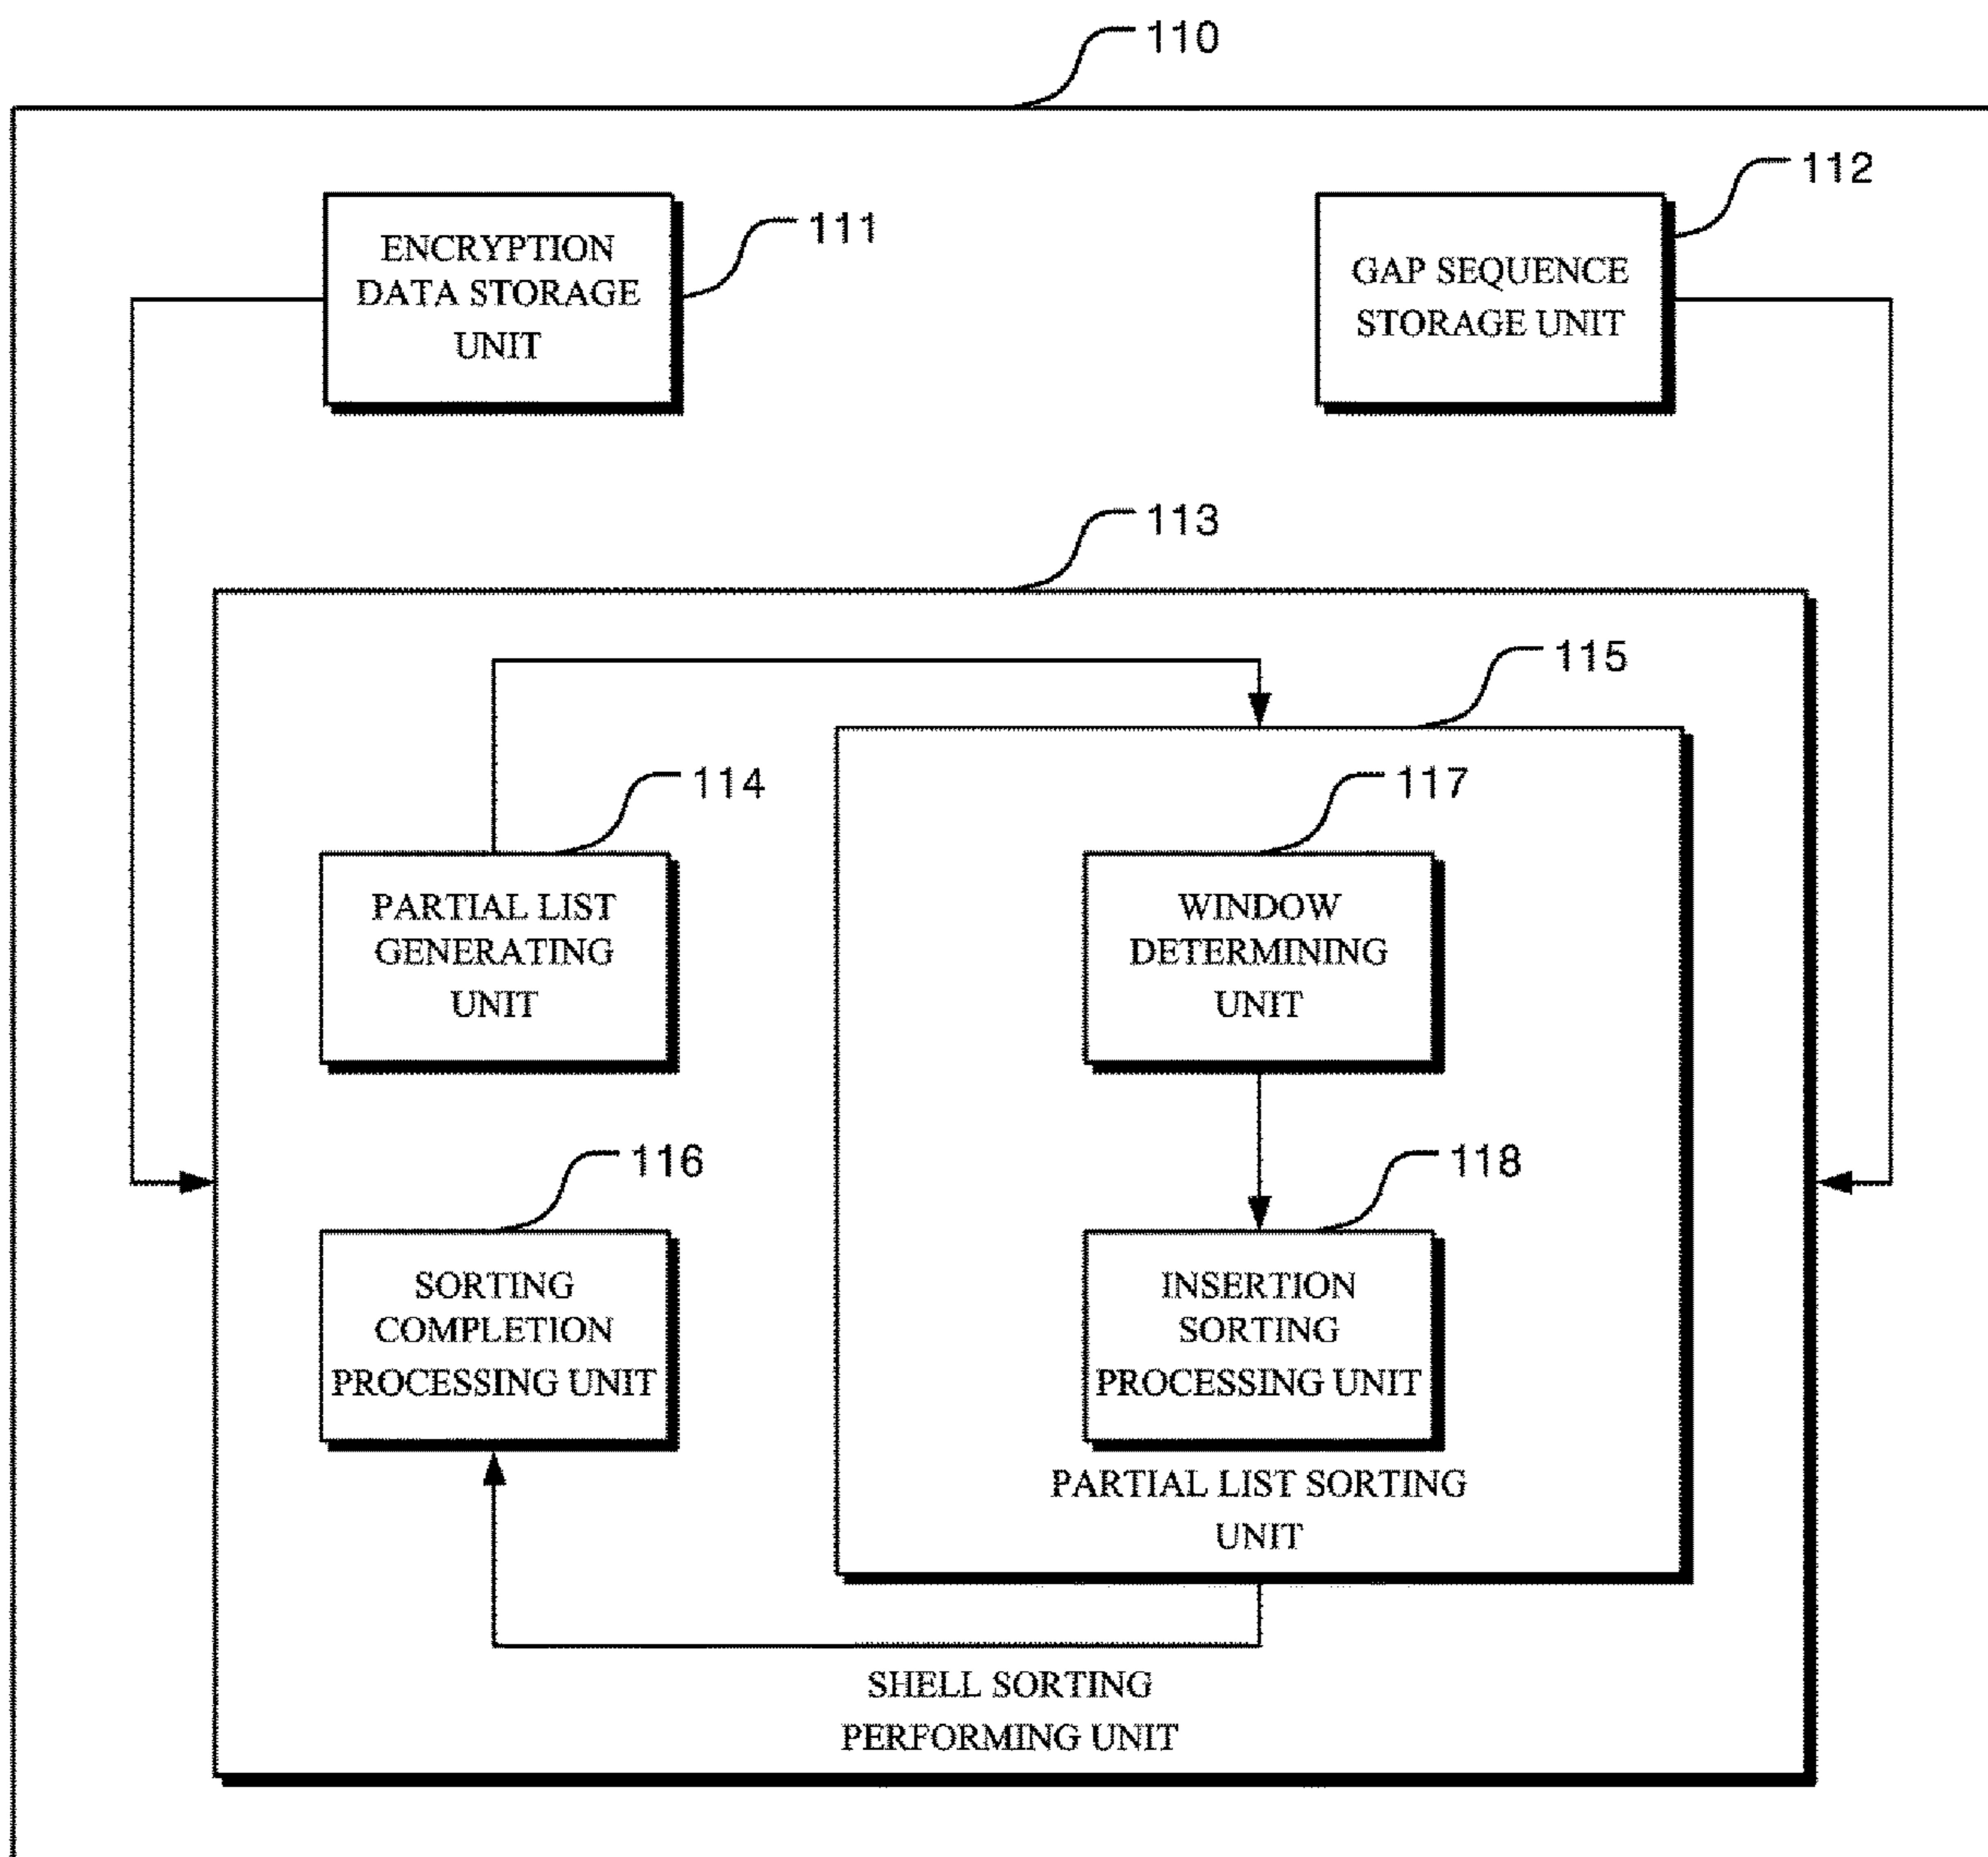 110
112
111
ENCRYPTION
DATA STORAGE
UNIT
GAP SEQUENCE
STORAGE UNIT
113
115
114
117
PARTIAL LIST
GENERATING
UNIT
WINDOW
DETERMINING
UNIT
116
118
SORTING
COMPLETION
PROCESSING UNIT
INSERTION
SORTING
PROCESSING UNIT
PARTIAL LIST SORTING
UNIT
SHELL SORTING
PERFORMING UNIT